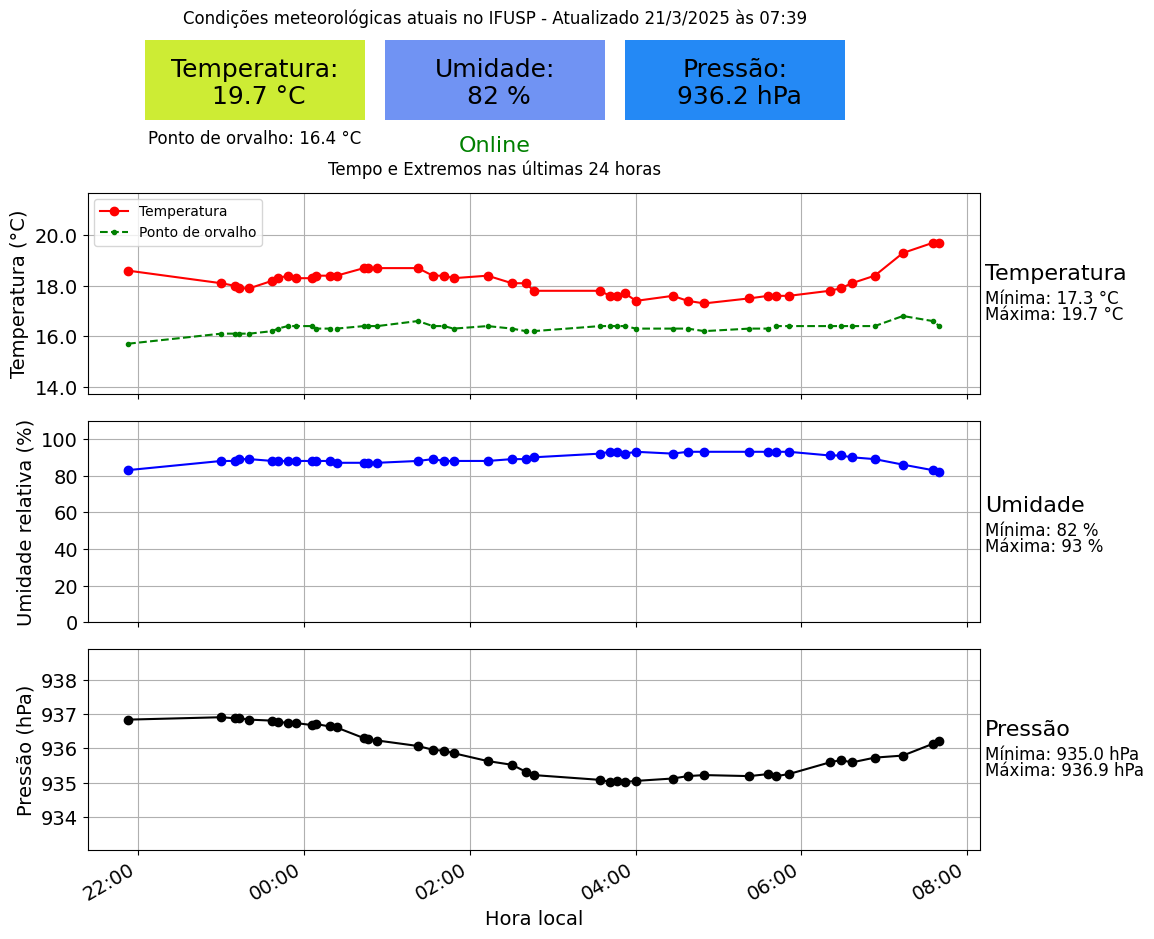 Condições meteorológicas atuais no IFUSP - Atualizado 21/3/2025 às 07:39
Temperatura:
19.7 °C
Umidade:
82 %
Pressão:
936.2 hPa
Ponto de orvalho: 16.4 °C
Online
Tempo e Extremos nas últimas 24 horas
Temperatura (°C)
20.0
18.0
16.0
14.0
Temperatura
Ponto de orvalho
Temperatura
Mínima: 17.3 °C
Máxima: 19.7 °C
Umidade relativa (%)
100
80
60
40
20
0
Umidade
Mínima: 82 %
Máxima: 93 %
Pressão (hPa)
938
937
936
935
934
Pressão
Mínima: 935.0 hPa
Máxima: 936.9 hPa
22:00
00:00
02:00
04:00
06:00
08:00
Hora local